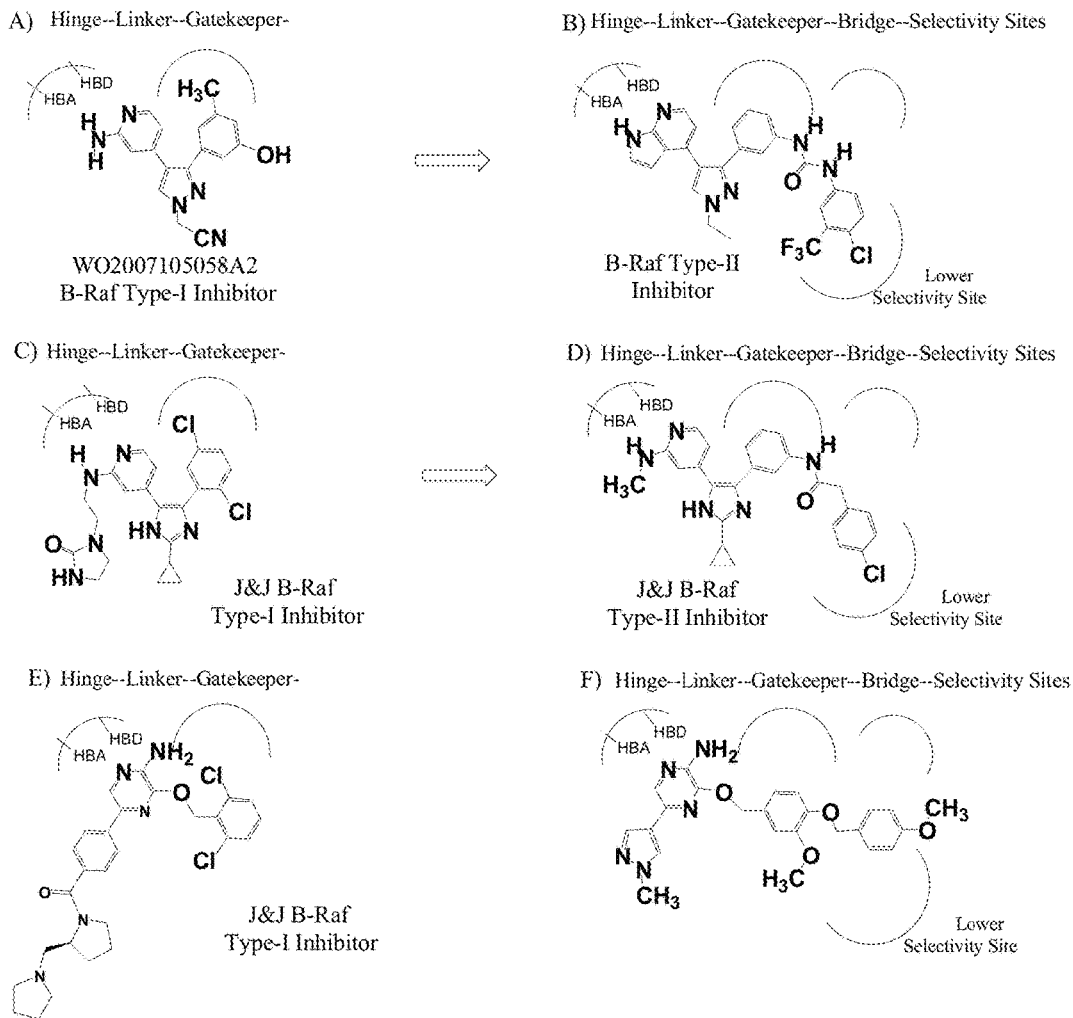 A) Hinge--Linker--Gatekeeper-
HBD
HBA
H3C
N
H
N
H
OH
N
N
CN
WO2007105058A2
B-Raf Type-I Inhibitor
B) Hinge--Linker--Gatekeeper--Bridge--Selectivity Sites
HBD
HBA
N
HN
H
N
H
N
O
N
N
F3C
Cl
B-Raf Type-II
Inhibitor
Lower
Selectivity Site
C) Hinge--Linker--Gatekeeper-
HBD
HBA
Cl
H
N
N
Cl
HN
N
O
N
HN
J&J B-Raf
Type-I Inhibitor
D) Hinge--Linker--Gatekeeper--Bridge--Selectivity Sites
HBD
HBA
N
H
N
H3C
H
N
O
HN
N
Cl
J&J B-Raf
Type-II Inhibitor
Lower
Selectivity Site
E) Hinge--Linker--Gatekeeper-
HBD
HBA
NH2
N
Cl
O
N
Cl
O
N
N
J&J B-Raf
Type-I Inhibitor
F) Hinge--Linker--Gatekeeper--Bridge--Selectivity Sites
HBD
HBA
NH2
N
O
N
O
CH3
O
O
H3C
N
N
CH3
Lower
Selectivity Site